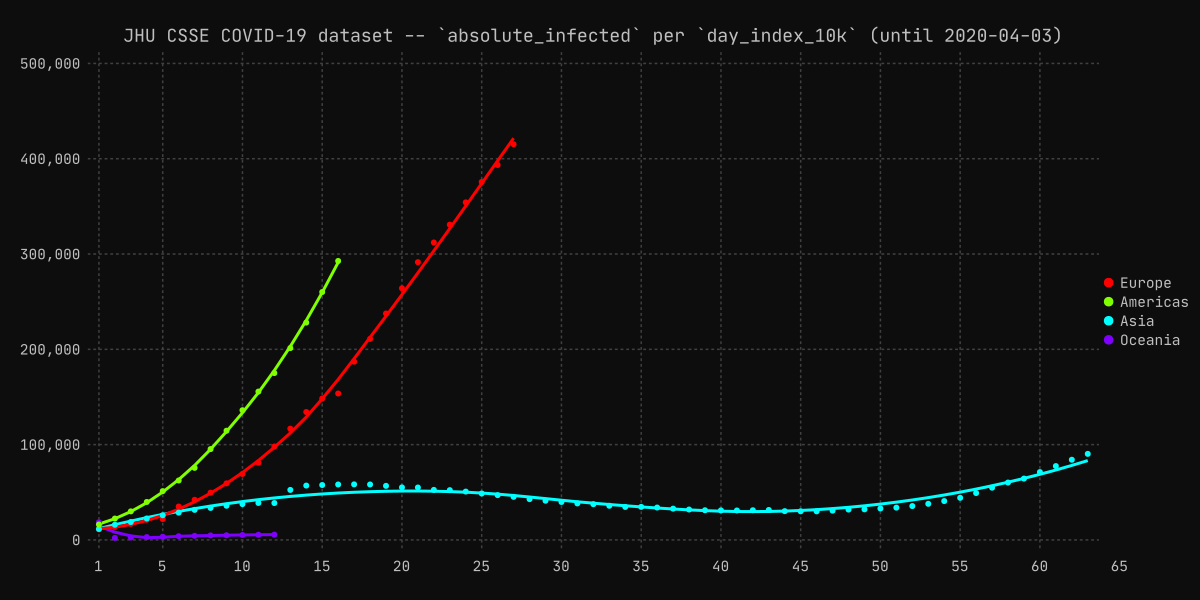 JHU CSSE COVID-19 dataset -- `absolute_infected` per `day_index_10k` (until 2020-04-03)
500,000
400,000
300,000
200,000
100,000
0
1 5 10 15 20 25 30 35 40 45 50 55 60 65
Europe
Americas
Asia
Oceania